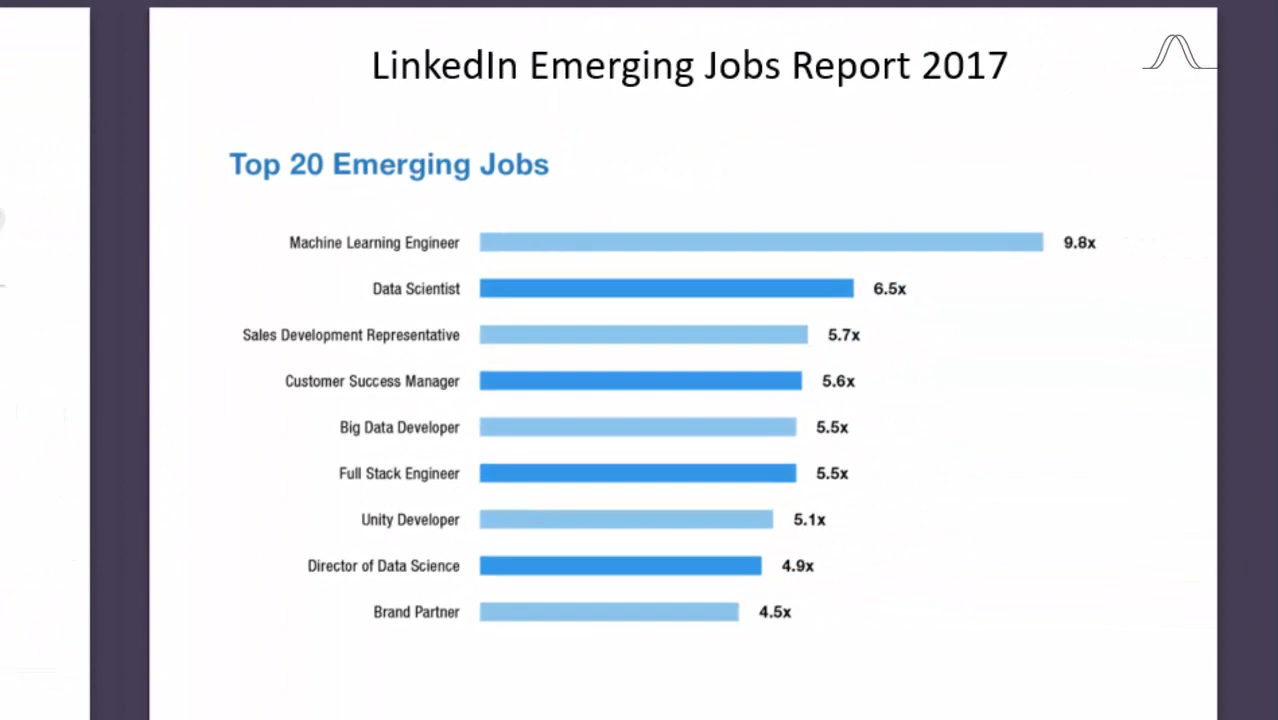 LinkedIn Emerging Jobs Report 2017
Top 20 Emerging Jobs
Machine Learning Engineer 9.8x
Data Scientist 6.5x
Sales Development Representative 5.7x
Customer Success Manager 5.6x
Big Data Developer 5.5x
Full Stack Engineer 5.5x
Unity Developer 5.1x
Director of Data Science 4.9x
Brand Partner 4.5x